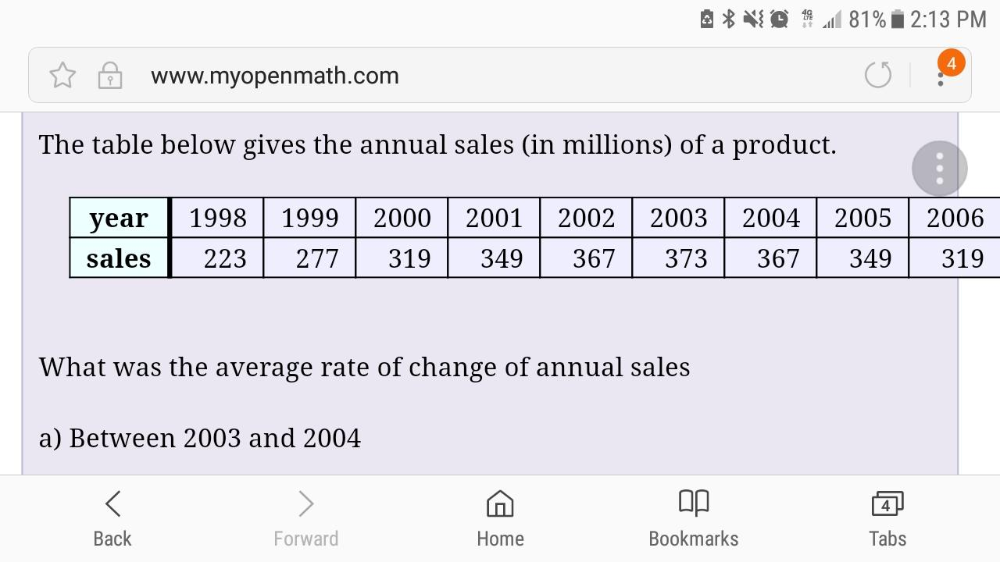 4G LTE 81% 2:13 PM
www.myopenmath.com 4
The table below gives the annual sales (in millions) of a product.
year 1998 1999 2000 2001 2002 2003 2004 2005 2006
sales 223 277 319 349 367 373 367 349 319
What was the average rate of change of annual sales
a) Between 2003 and 2004
4
Back Forward Home Bookmarks Tabs